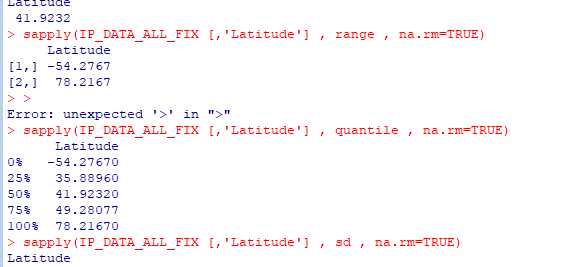 Latitude
 41.9232
> sapply(IP_DATA_ALL_FIX [,'Latitude'] , range , na.rm=TRUE)
     Latitude
[1,] -54.2767
[2,]  78.2167
> >
Error: unexpected '>' in ">"
> sapply(IP_DATA_ALL_FIX [,'Latitude'] , quantile , na.rm=TRUE)
      Latitude
0%   -54.27670
25%   35.88960
50%   41.92320
75%   49.28077
100%  78.21670
> sapply(IP_DATA_ALL_FIX [,'Latitude'] , sd , na.rm=TRUE)
Latitude